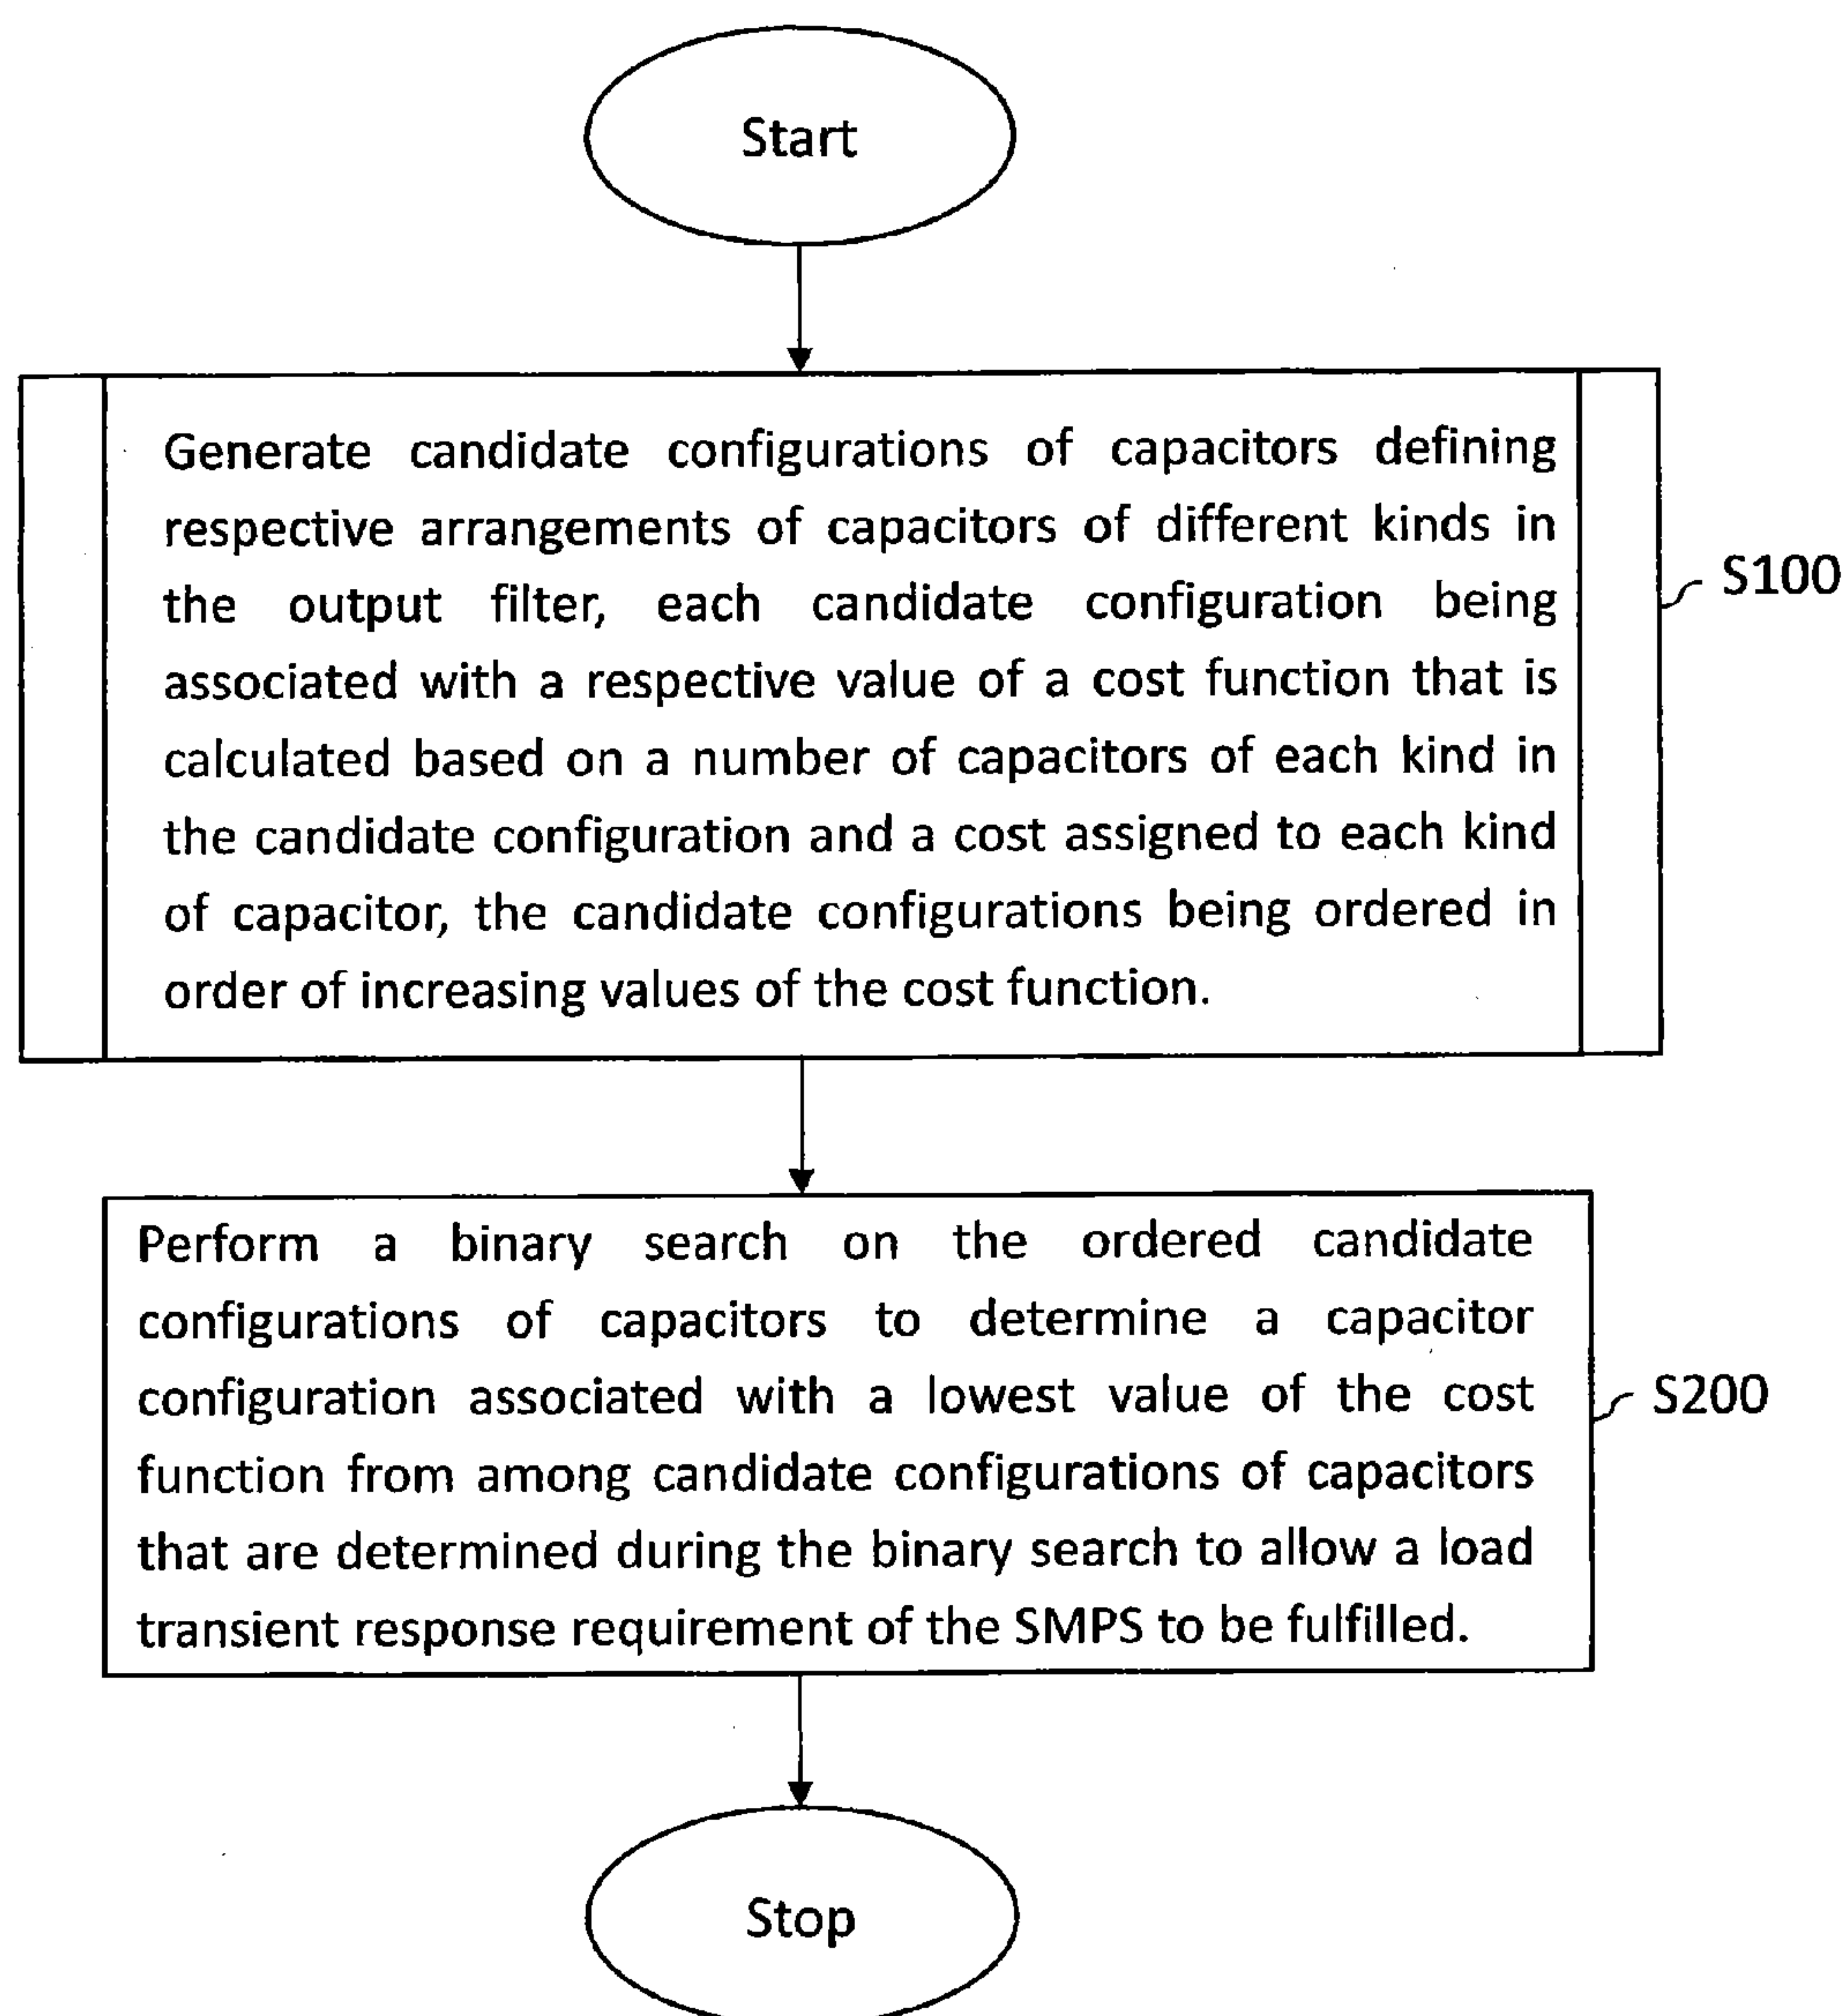 Start
Generate candidate configurations of capacitors defining
respective arrangements of capacitors of different kinds in
the output filter, each candidate configuration being
associated with a respective value of a cost function that is
calculated based on a number of capacitors of each kind in
the candidate configuration and a cost assigned to each kind
of capacitor, the candidate configurations being ordered in
order of increasing values of the cost function.
S100
Perform a binary search on the ordered candidate
configurations of capacitors to determine a capacitor
configuration associated with a lowest value of the cost
function from among candidate configurations of capacitors
that are determined during the binary search to allow a load
transient response requirement of the SMPS to be fulfilled.
S200
Stop